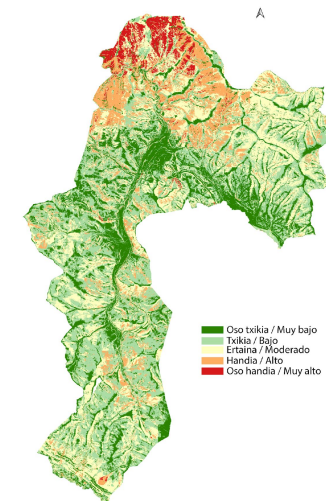 Oso txikia / Muy bajo
Txikia / Bajo
Ertaina / Moderado
Handia / Alto
Oso handia / Muy alto